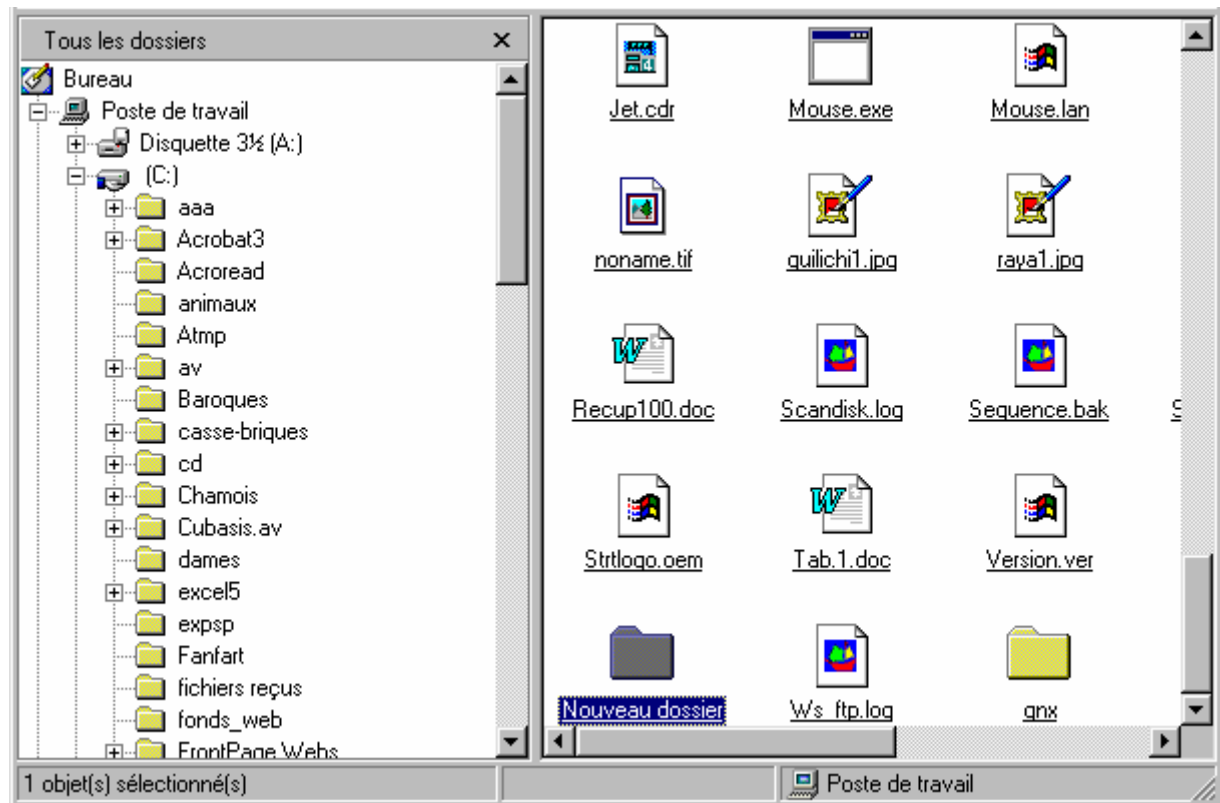 Tous les dossiers
Bureau
Poste de travail
Disquette 3½ (A:)
(C:)
aaa
Acrobat3
Acroread
animaux
Atmp
av
Baroques
casse-briques
cd
Chamois
Cubasis.av
dames
excel5
expsp
Fanfart
fichiers reçus
fonds_web
FrontPage Webs
Jet.cdr Mouse.exe Mouse.lan
noname.tif quilichi1.jpg raya1.jpg
Recup100.doc Scandisk.log Sequence.bak
Strtlogo.oem Tab.1.doc Version.ver
Nouveau dossier Ws_ftp.log gnx
1 objet(s) sélectionné(s) Poste de travail